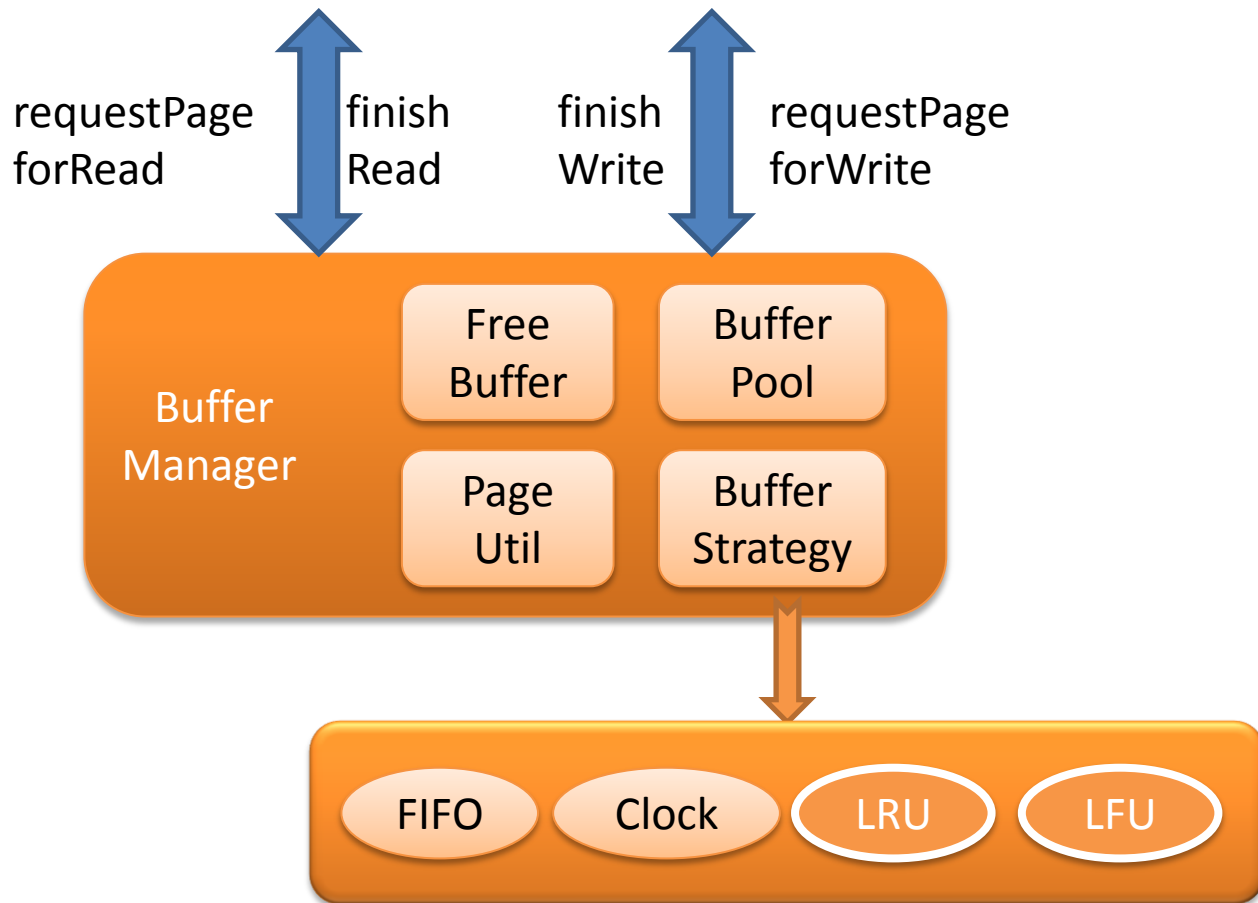 requestPage
forRead
finish
Read
finish
Write
requestPage
forWrite
Buffer
Manager
Free
Buffer
Buffer
Pool
Page
Util
Buffer
Strategy
FIFO
Clock
LRU
LFU